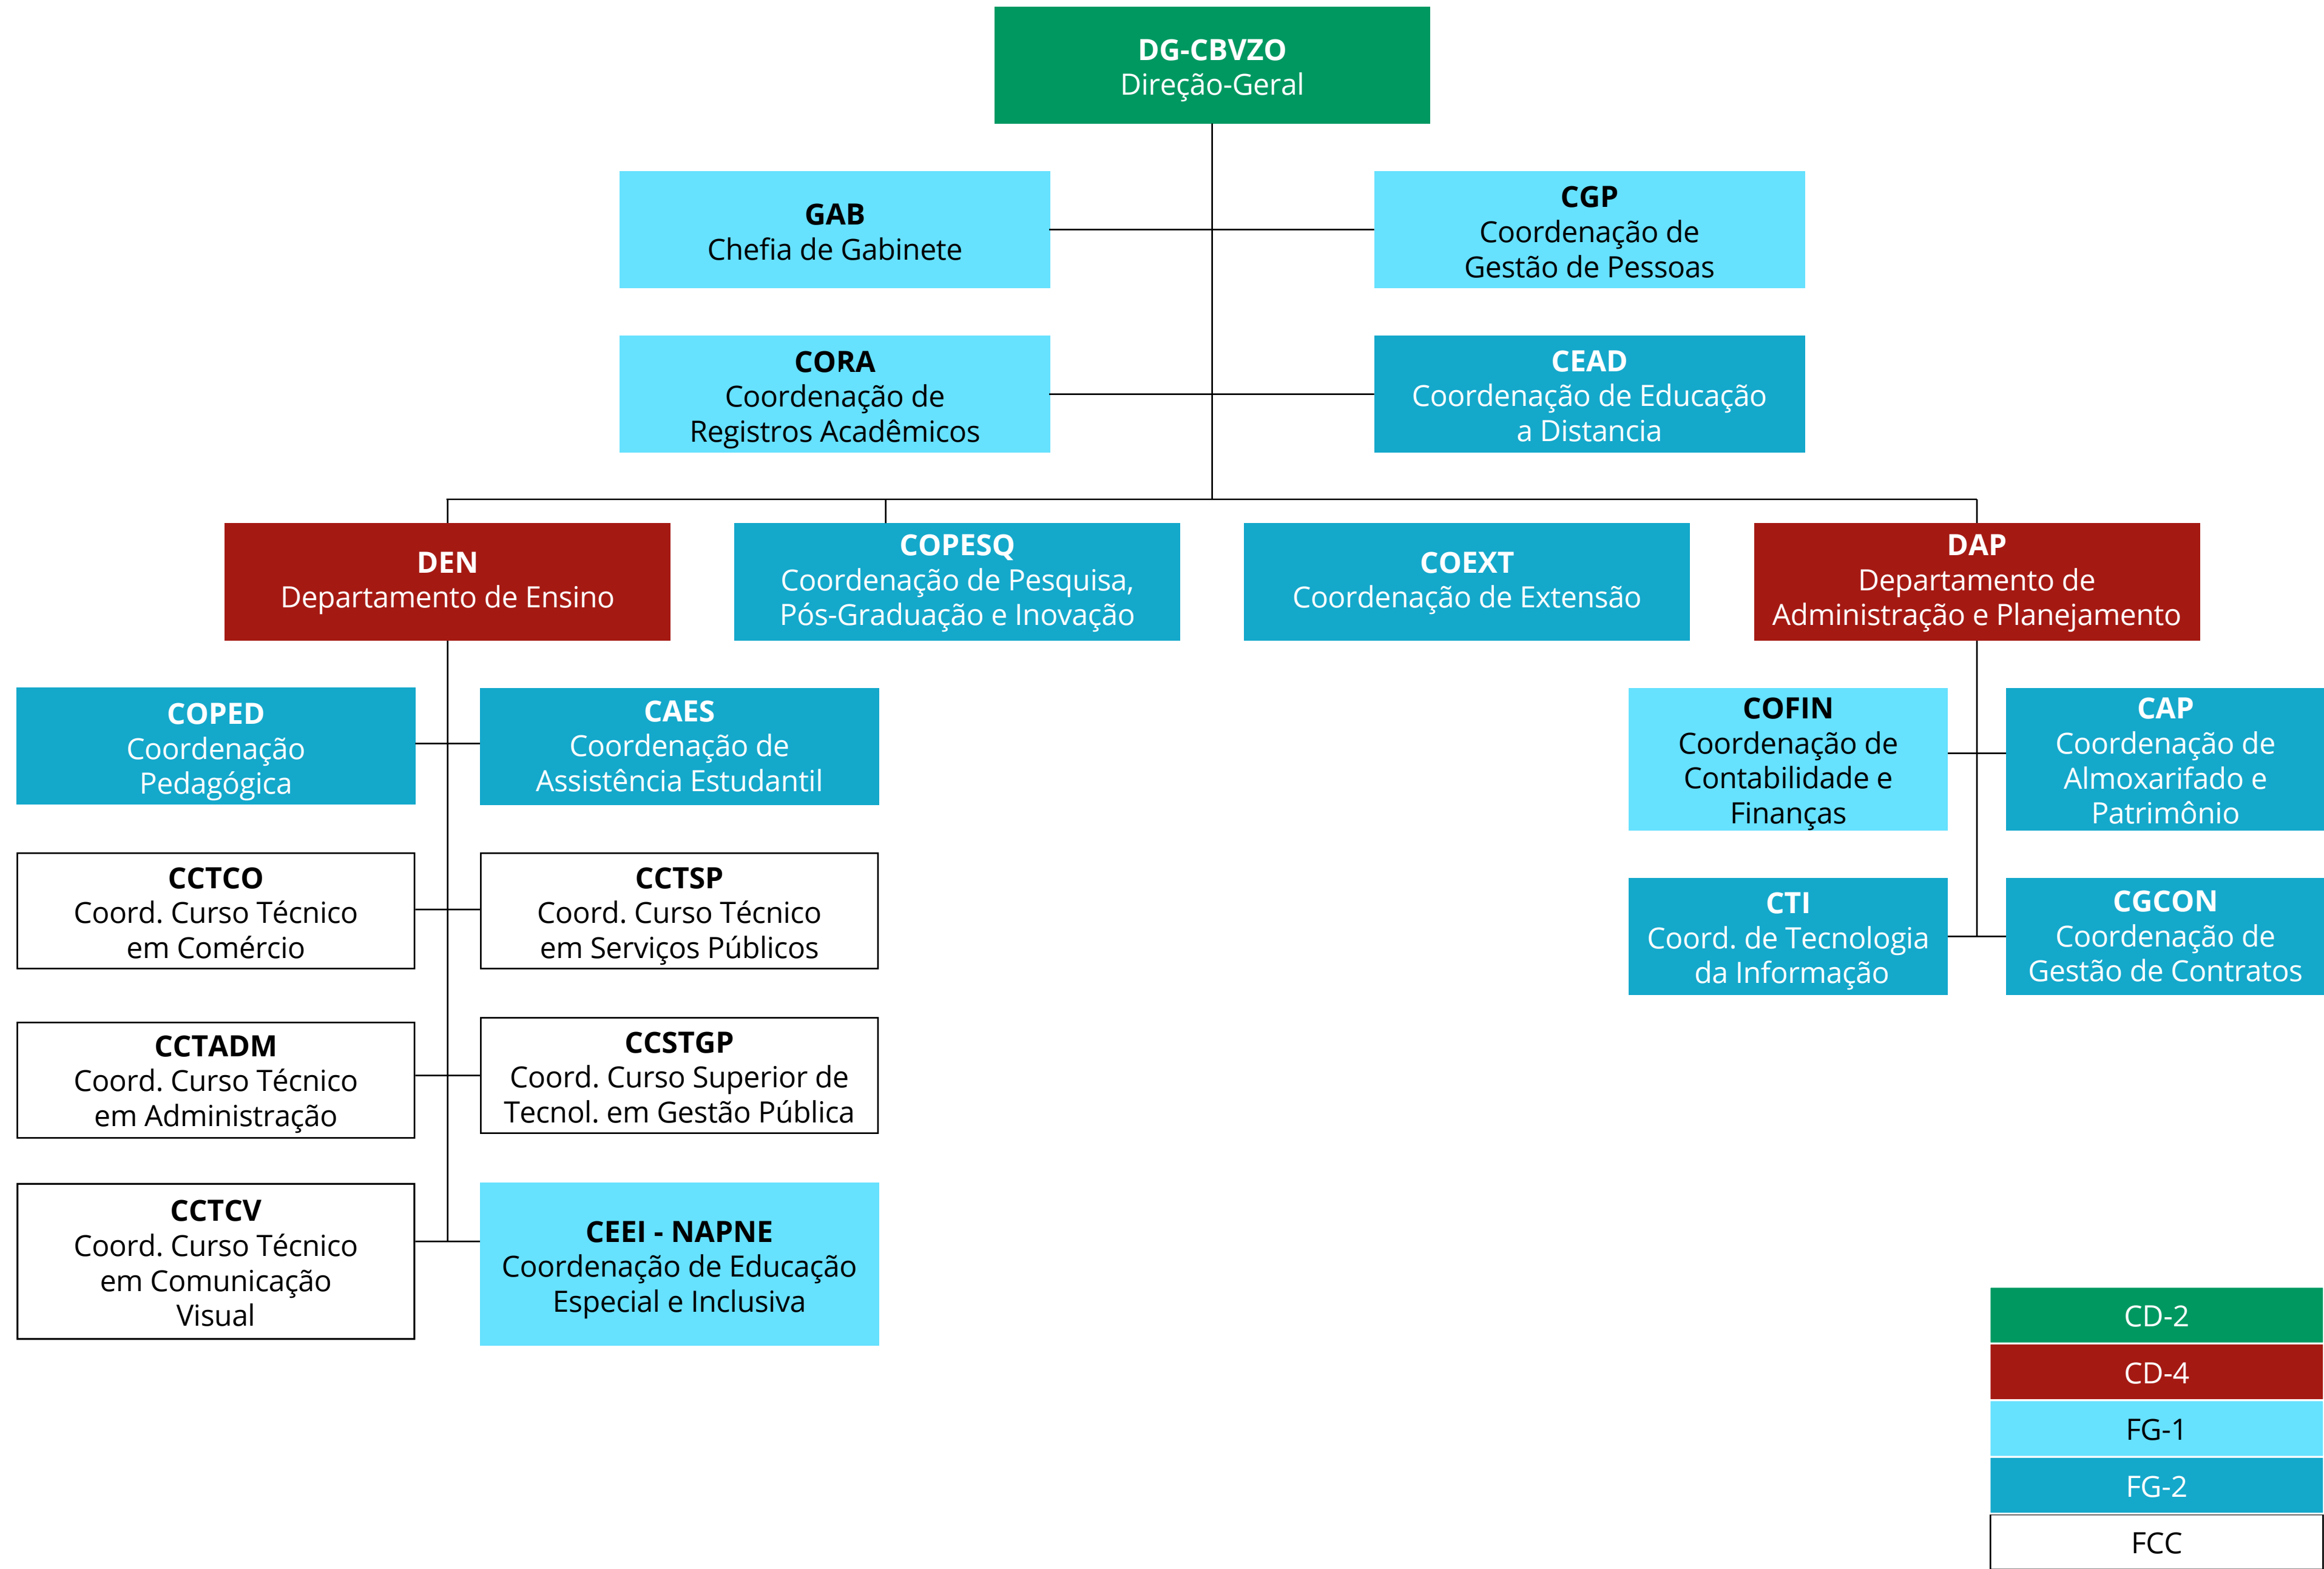 DG-CBVZO
Direção-Geral
GAB
Chefia de Gabinete
CGP
Coordenação de
Gestão de Pessoas
CORA
Coordenação de
Registros Acadêmicos
CEAD
Coordenação de Educação
a Distancia
DEN
Departamento de Ensino
COPESQ
Coordenação de Pesquisa,
Pós-Graduação e Inovação
COEXT
Coordenação de Extensão
DAP
Departamento de
Administração e Planejamento
COPED
Coordenação
Pedagógica
CAES
Coordenação de
Assistência Estudantil
COFIN
Coordenação de
Contabilidade e
Finanças
CAP
Coordenação de
Almoxarifado e
Patrimônio
CCTCO
Coord. Curso Técnico
em Comércio
CCTSP
Coord. Curso Técnico
em Serviços Públicos
CTI
Coord. de Tecnologia
da Informação
CGCON
Coordenação de
Gestão de Contratos
CCTADM
Coord. Curso Técnico
em Administração
CCSTGP
Coord. Curso Superior de
Tecnol. em Gestão Pública
CCTCV
Coord. Curso Técnico
em Comunicação
Visual
CEEI - NAPNE
Coordenação de Educação
Especial e Inclusiva
CD-2
CD-4
FG-1
FG-2
FCC